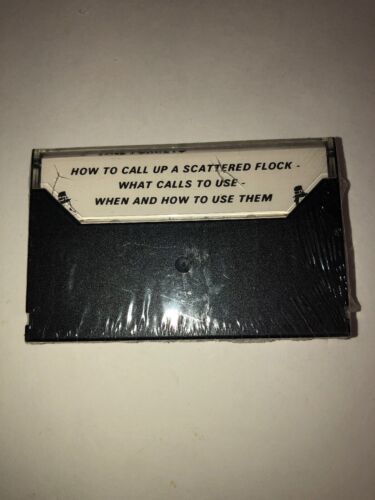 HOW TO CALL UP A SCATTERED FLOCK -
WHAT CALLS TO USE -
WHEN AND HOW TO USE THEM